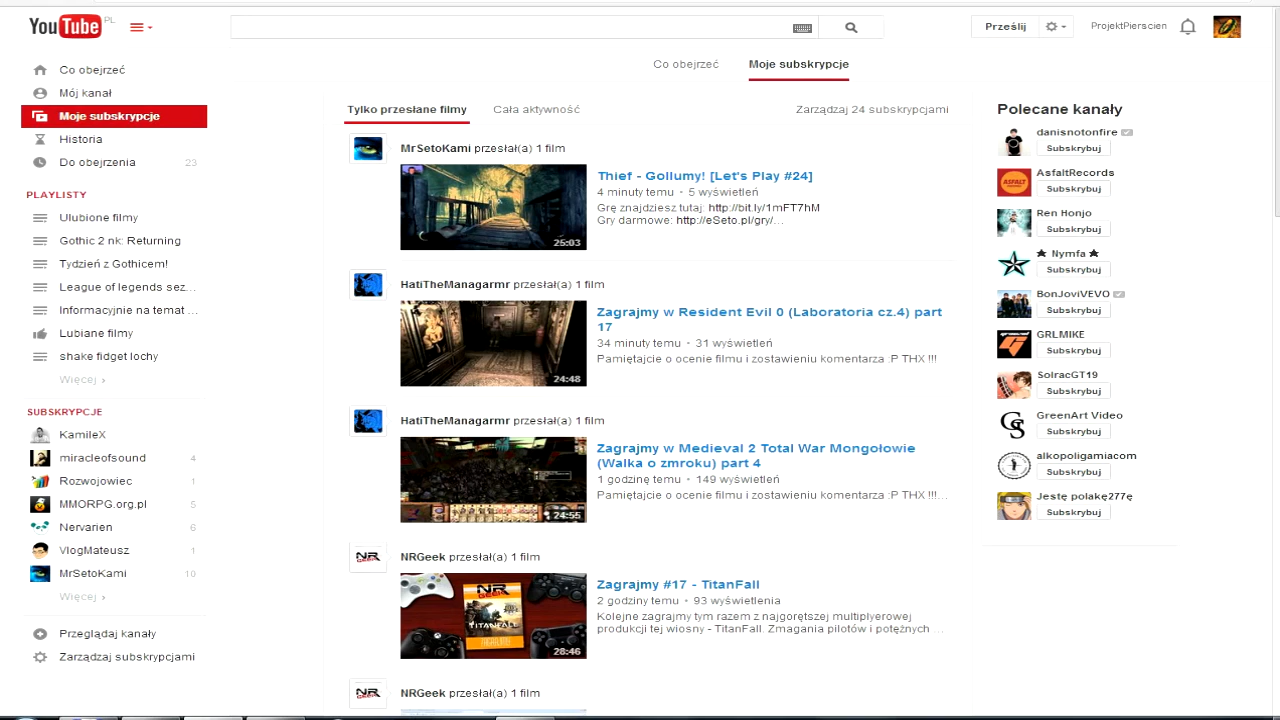 YouTube PL
Prześlij
ProjektPierscien
Co obejrzeć
Mój kanał
Moje subskrypcje
Historia
Do obejrzenia 23
PLAYLISTY
Ulubione filmy
Gothic 2 nk: Returning
Tydzień z Gothicem!
League of legends sez...
Informacyjnie na temat ...
Lubiane filmy
shake fidget lochy
Więcej ›
SUBSKRYPCJE
KamileX
miracleofsound 4
Rozwojowiec 1
MMORPG.org.pl 5
Nervarien 6
VlogMateusz 1
MrSetoKami 10
Więcej ›
Przeglądaj kanały
Zarządzaj subskrypcjami
Co obejrzeć Moje subskrypcje
Tylko przesłane filmy Cała aktywność Zarządzaj 24 subskrypcjami
MrSetoKami przesłał(a) 1 film
25:03
Thief - Gollumy! [Let's Play #24]
4 minuty temu • 5 wyświetleń
Grę znajdziesz tutaj: http://bit.ly/1mFT7hM
Gry darmowe: http://eSeto.pl/gry/...
HatiTheManagarmr przesłał(a) 1 film
24:48
Zagrajmy w Resident Evil 0 (Laboratoria cz.4) part
17
34 minuty temu • 31 wyświetleń
Pamiętajcie o ocenie filmu i zostawieniu komentarza :P THX !!!
HatiTheManagarmr przesłał(a) 1 film
24:55
Zagrajmy w Medieval 2 Total War Mongołowie
(Walka o zmroku) part 4
1 godzinę temu • 149 wyświetleń
Pamiętajcie o ocenie filmu i zostawieniu komentarza :P THX !!!...
NR GEEK
NRGeek przesłał(a) 1 film
NR
GEEK
TITANFALL
28:46
Zagrajmy #17 - TitanFall
2 godziny temu • 93 wyświetlenia
Kolejne zagrajmy tym razem z najgorętszej multiplyerowej
produkcji tej wiosny - TitanFall. Zmagania pilotów i potężnych ...
NR
NRGeek przesłał(a) 1 film
Polecane kanały
danisnotonfire
Subskrybuj
ASFALT
AsfaltRecords
Subskrybuj
Ren Honjo
Subskrybuj
★ Nymfa ★
Subskrybuj
BonJoviVEVO
Subskrybuj
GRLMIKE
Subskrybuj
SolracGT19
Subskrybuj
GS
GreenArt Video
Subskrybuj
alkopoligamiacom
Subskrybuj
Jestę polakę277ę
Subskrybuj